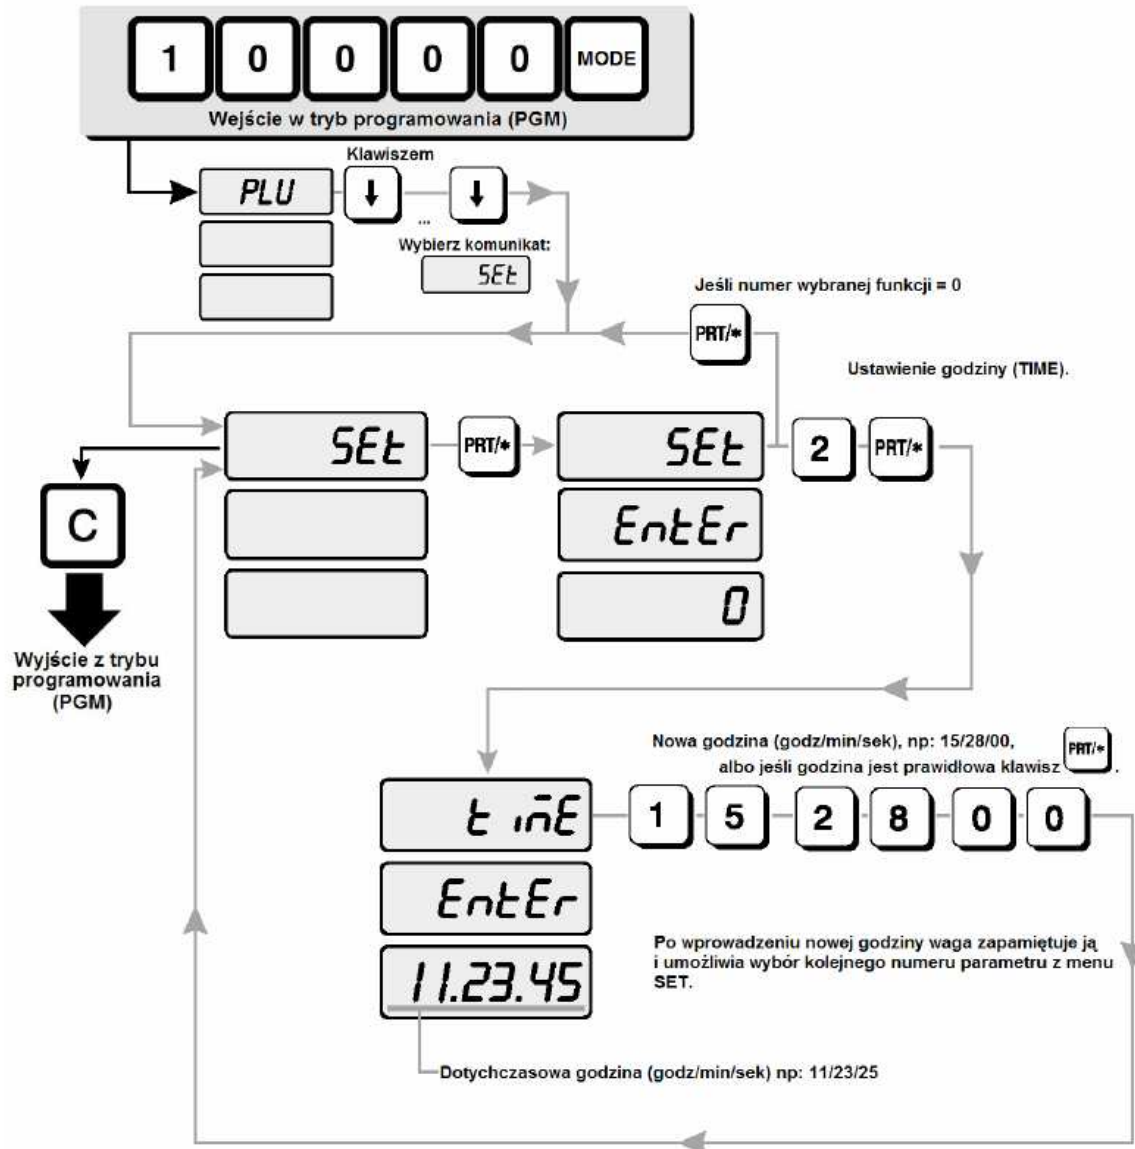 1 0 0 0 0 MODE
Wejście w tryb programowania (PGM)
Klawiszem
PLU
...
Wybierz komunikat:
SEt
Jeśli numer wybranej funkcji = 0
PRT/*
Ustawienie godziny (TIME).
SEt PRT/* SEt 2 PRT/*
C
EntEr
0
Wyjście z trybu
programowania
(PGM)
Nowa godzina (godz/min/sek), np: 15/28/00,
albo jeśli godzina jest prawidłowa klawisz PRT/* .
timE 1 5 2 8 0 0
EntEr
Po wprowadzeniu nowej godziny waga zapamiętuje ją
i umożliwia wybór kolejnego numeru parametru z menu
SET.
11.23.45
Dotychczasowa godzina (godz/min/sek) np: 11/23/25